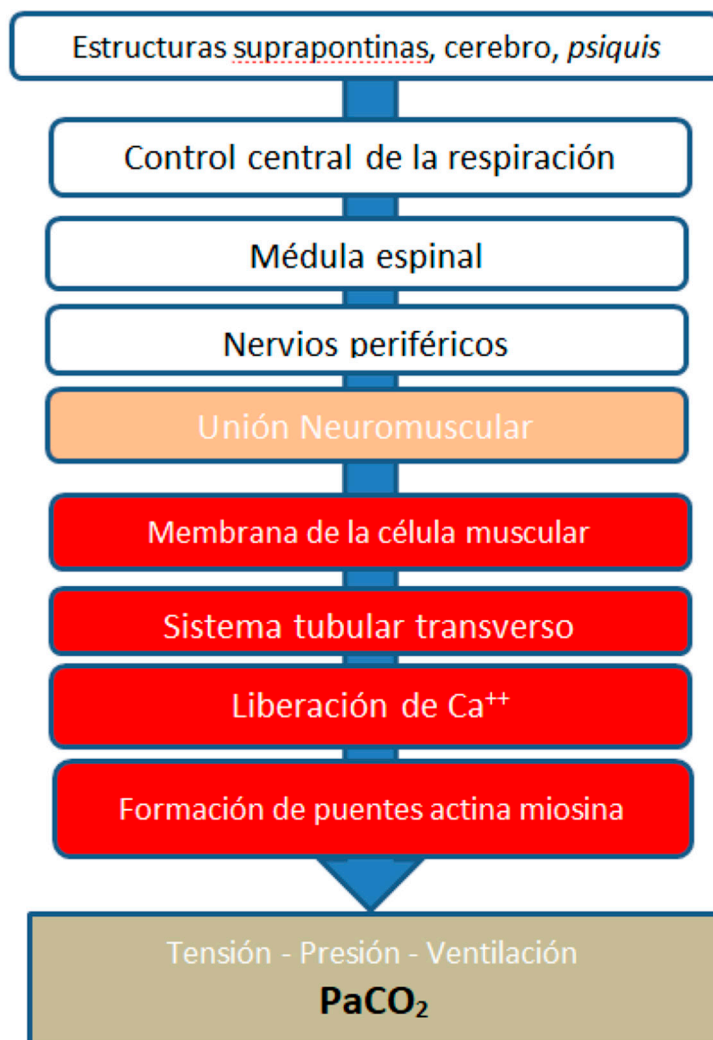 Estructuras suprapontinas, cerebro, psiquis
Control central de la respiración
Médula espinal
Nervios periféricos
Unión Neuromuscular
Membrana de la célula muscular
Sistema tubular transverso
Liberación de Ca⁺⁺
Formación de puentes actina miosina
Tensión - Presión - Ventilación
PaCO₂